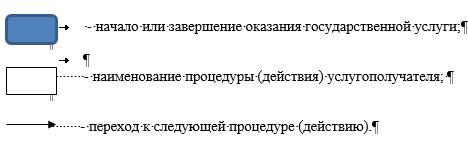 - начало или завершение оказания государственной услуги;
- наименование процедуры (действия) услугополучателя;
- переход к следующей процедуре (действию).